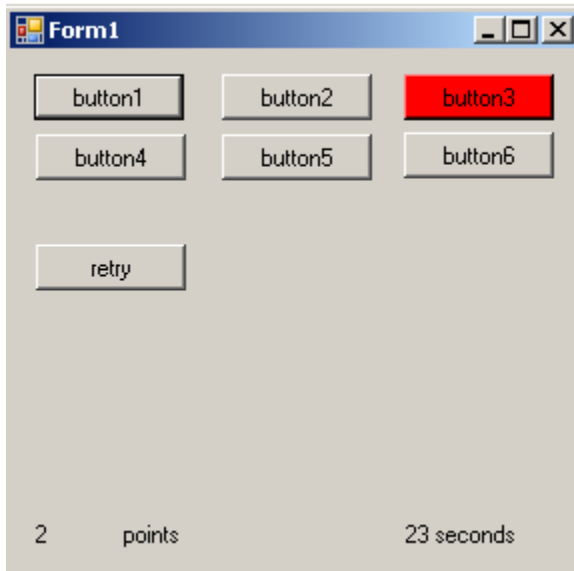 Form1
button1 button2 button3
button4 button5 button6
retry
2 points 23 seconds